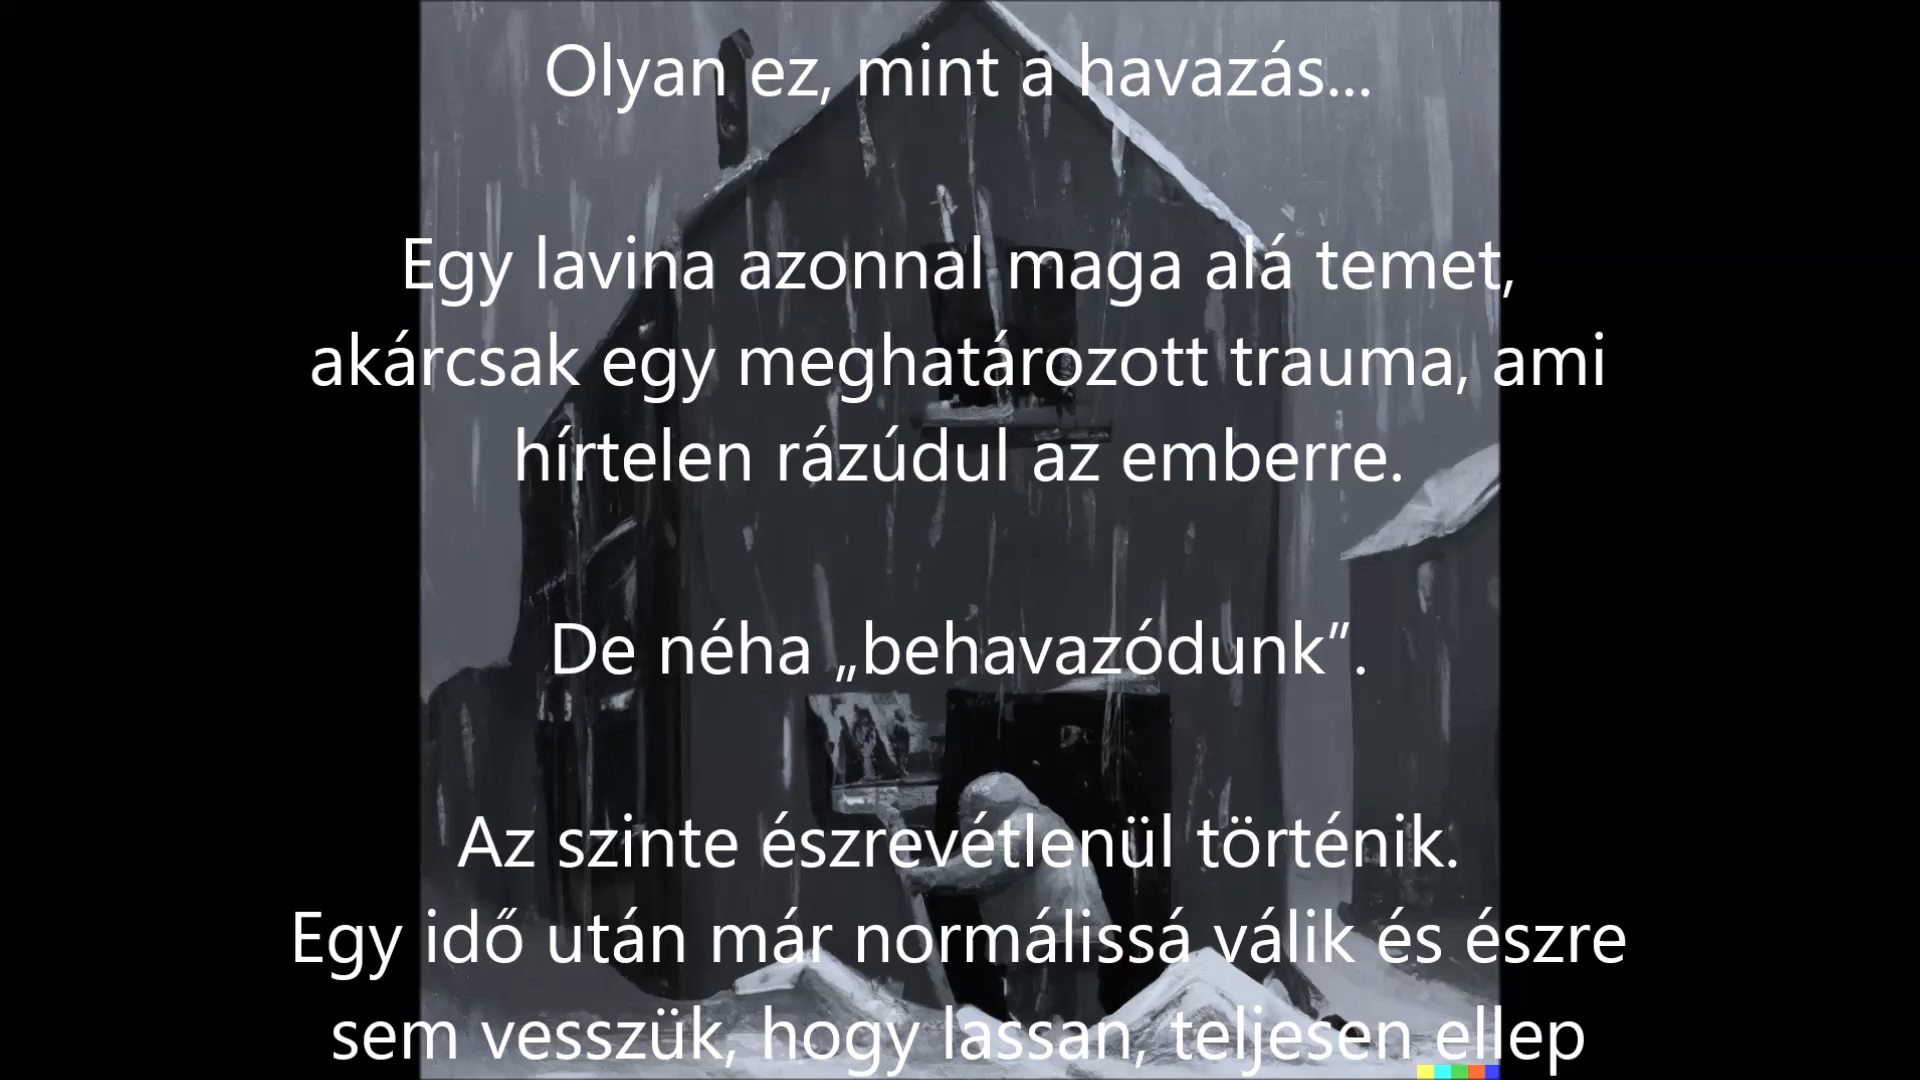 Olyan ez, mint a havazás...
Egy lavina azonnal maga alá temet,
akárcsak egy meghatározott trauma, ami
hírtelen rázúdul az emberre.
De néha „behavazódunk”.
Az szinte észrevétlenül történik.
Egy idő után már normálissá válik és észre
sem vesszük, hogy lassan, teljesen ellep